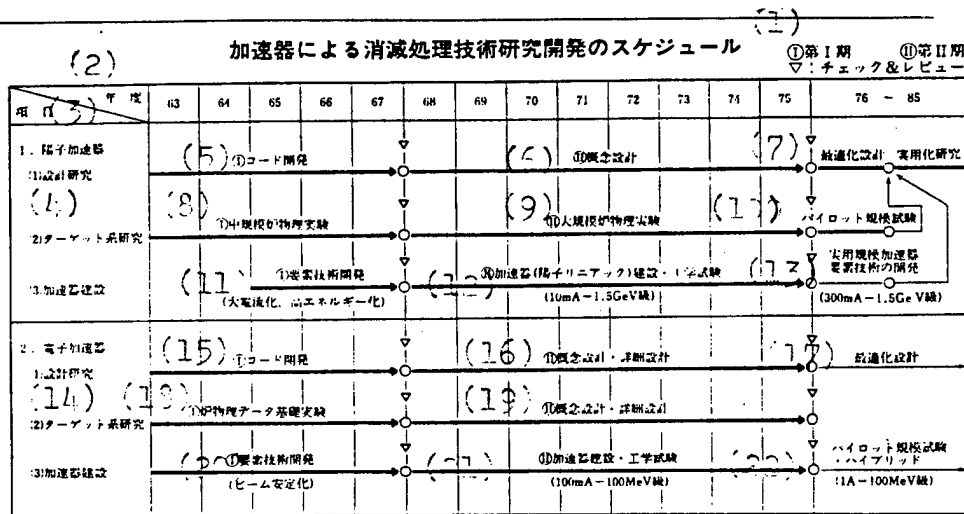 (1)
加速器による消滅処理技術研究開発のスケジュール
Ⓘ第Ⅰ期 Ⓘ第Ⅱ期
▽:チェック&レビュー
(2)
年度 63 64 65 66 67 68 69 70 71 72 73 74 75 76 - 85
項目 (3)
1. 陽子加速器
(1)設計研究
(5) Ⓘコード開発 (6) Ⓘ概念設計 (7) 最適化設計 実用化研究
(4) (8) Ⓘ中規模炉物理実験 (9) Ⓘ大規模炉物理実験 パイロット規模試験
(2)ターゲット系研究
実用規模加速器
要素技術の開発
(3)加速器建設 (11) Ⓘ要素技術開発 加速器(陽子リニアック)建設・工学試験
(大電流化、高エネルギー化) (10mA-1.5GeV級) (300mA-1.5GeV級)
2. 電子加速器
(15) Ⓘコード開発 (16) Ⓘ概念設計・詳細設計 最適化設計
(1)設計研究
(14) Ⓘ炉物理データ基礎実験 (19) Ⓘ概念設計・詳細設計
(2)ターゲット系研究
パイロット規模試験
・ハイブリッド
(3)加速器建設 Ⓘ要素技術開発 Ⓘ加速器建設・工学試験
(ビーム安定化) (100mA-100MeV級) (1A-100MeV級)